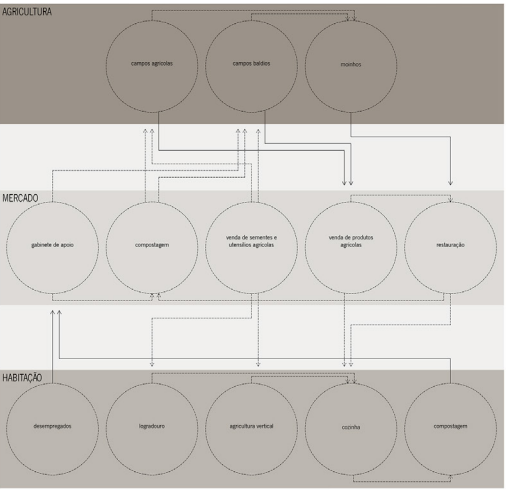 AGRICULTURA
campos agrícolas
campos baldios
moinhos
MERCADO
gabinete de apoio
compostagem
venda de sementes e
utensílios agrícolas
venda de produtos
agrícolas
restauração
HABITAÇÃO
desempregados
logradouro
agricultura vertical
cozinha
compostagem